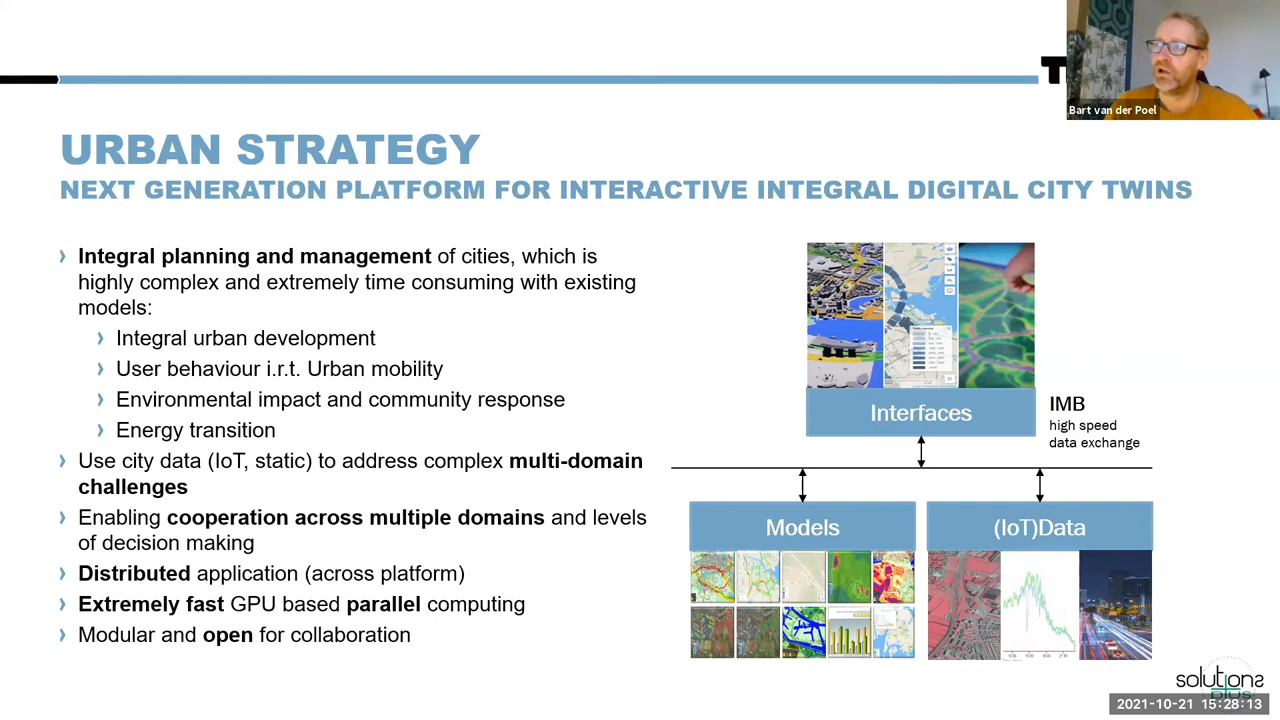 Bart van der Poel
URBAN STRATEGY
NEXT GENERATION PLATFORM FOR INTERACTIVE INTEGRAL DIGITAL CITY TWINS
› Integral planning and management of cities, which is
highly complex and extremely time consuming with existing
models:
› Integral urban development
› User behaviour i.r.t. Urban mobility
› Environmental impact and community response
› Energy transition
› Use city data (IoT, static) to address complex multi-domain
challenges
› Enabling cooperation across multiple domains and levels
of decision making
› Distributed application (across platform)
› Extremely fast GPU based parallel computing
› Modular and open for collaboration
Interfaces
IMB
high speed
data exchange
Models
(IoT)Data
solutions
plus
2021-10-21 15:28:13